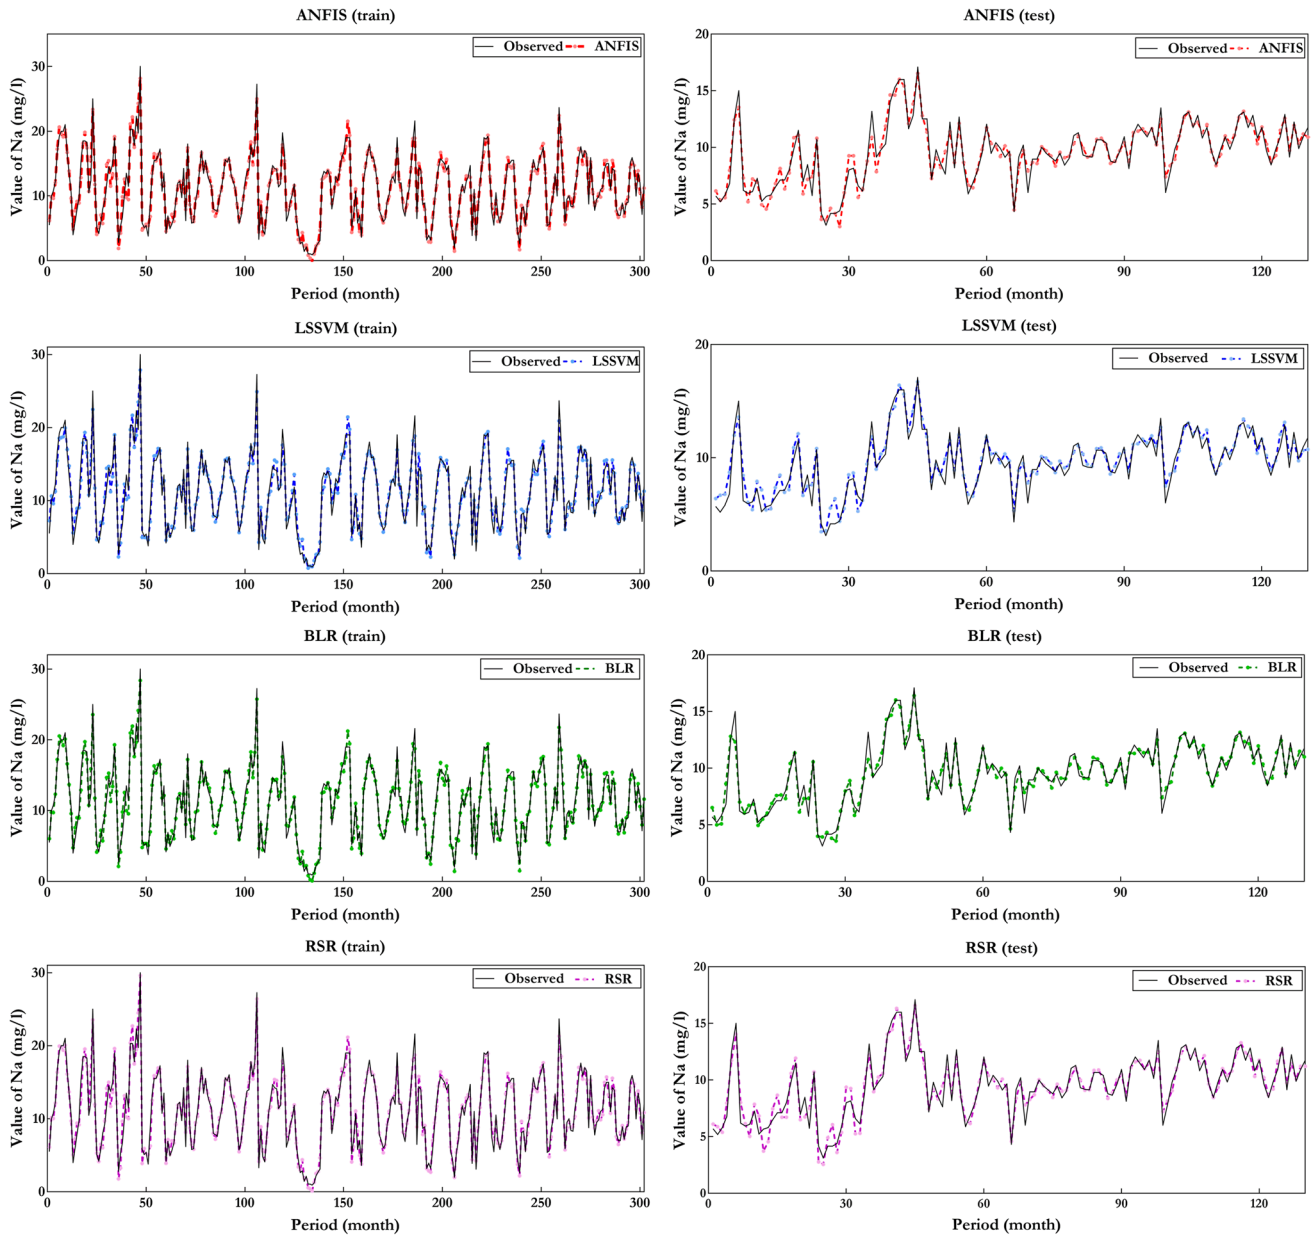 ANFIS (train)
Value of Na (mg/l)
30
20
10
0
Observed ANFIS
0 50 100 150 200 250 300
Period (month)
ANFIS (test)
Value of Na (mg/l)
20
15
10
5
0
Observed ANFIS
0 30 60 90 120
Period (month)
LSSVM (train)
Value of Na (mg/l)
30
20
10
0
Observed LSSVM
0 50 100 150 200 250 300
Period (month)
LSSVM (test)
Value of Na (mg/l)
20
10
0
Observed LSSVM
0 30 60 90 120
Period (month)
BLR (train)
Value of Na (mg/l)
30
20
10
0
Observed BLR
0 50 100 150 200 250 300
Period (month)
BLR (test)
Value of Na (mg/l)
20
15
10
5
0
Observed BLR
0 30 60 90 120
Period (month)
RSR (train)
Value of Na (mg/l)
30
20
10
0
Observed RSR
0 50 100 150 200 250 300
Period (month)
RSR (test)
Value of Na (mg/l)
20
15
10
5
0
Observed RSR
0 30 60 90 120
Period (month)